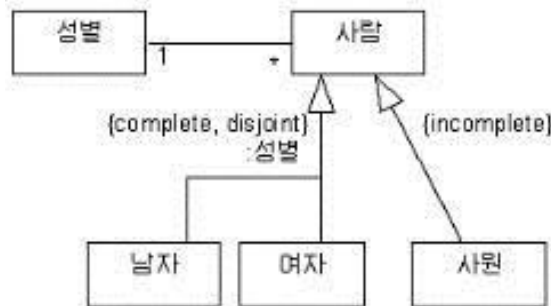 성별
사람
1
*
{complete, disjoint}
:성별
{incomplete}
남자
여자
사원